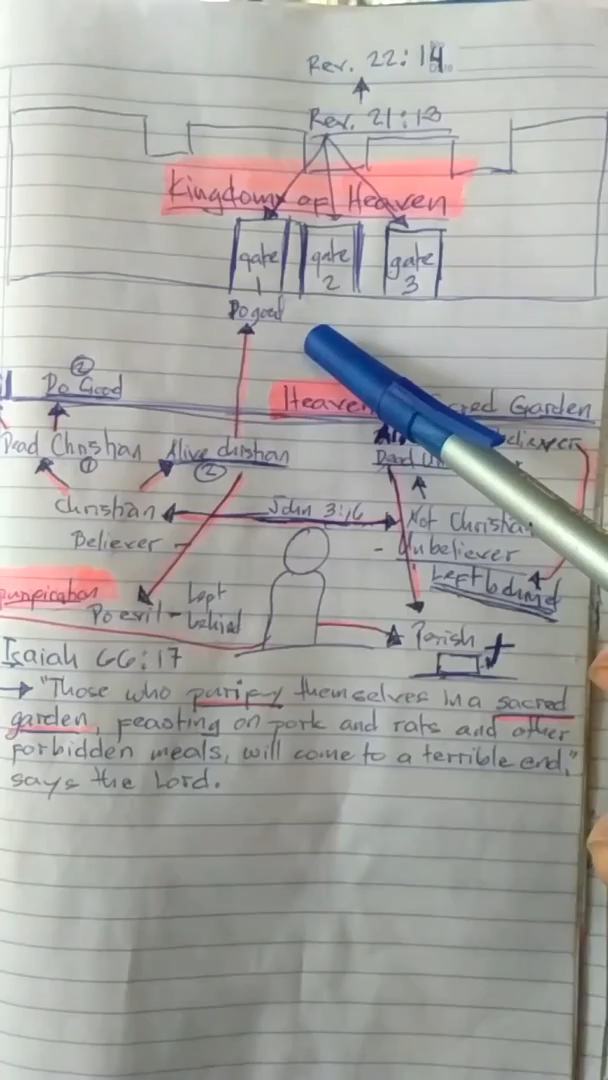 Rev. 22:14
Rev. 21:13
Kingdom of Heaven
gate 1
gate 2
gate 3
Do good
②
Do Good
Heaven
Sacred Garden
Dead Christian
①
Alive christian
②
believer
Dead
Christian
John 3:16
Not Christian
Believer -
- Unbeliever
Left behind
purification
Do evil - Left behind
Perish
Isaiah 66:17
→ "Those who purify themselves in a sacred
garden, feasting on pork and rats and other
forbidden meals, will come to a terrible end,"
says the Lord.